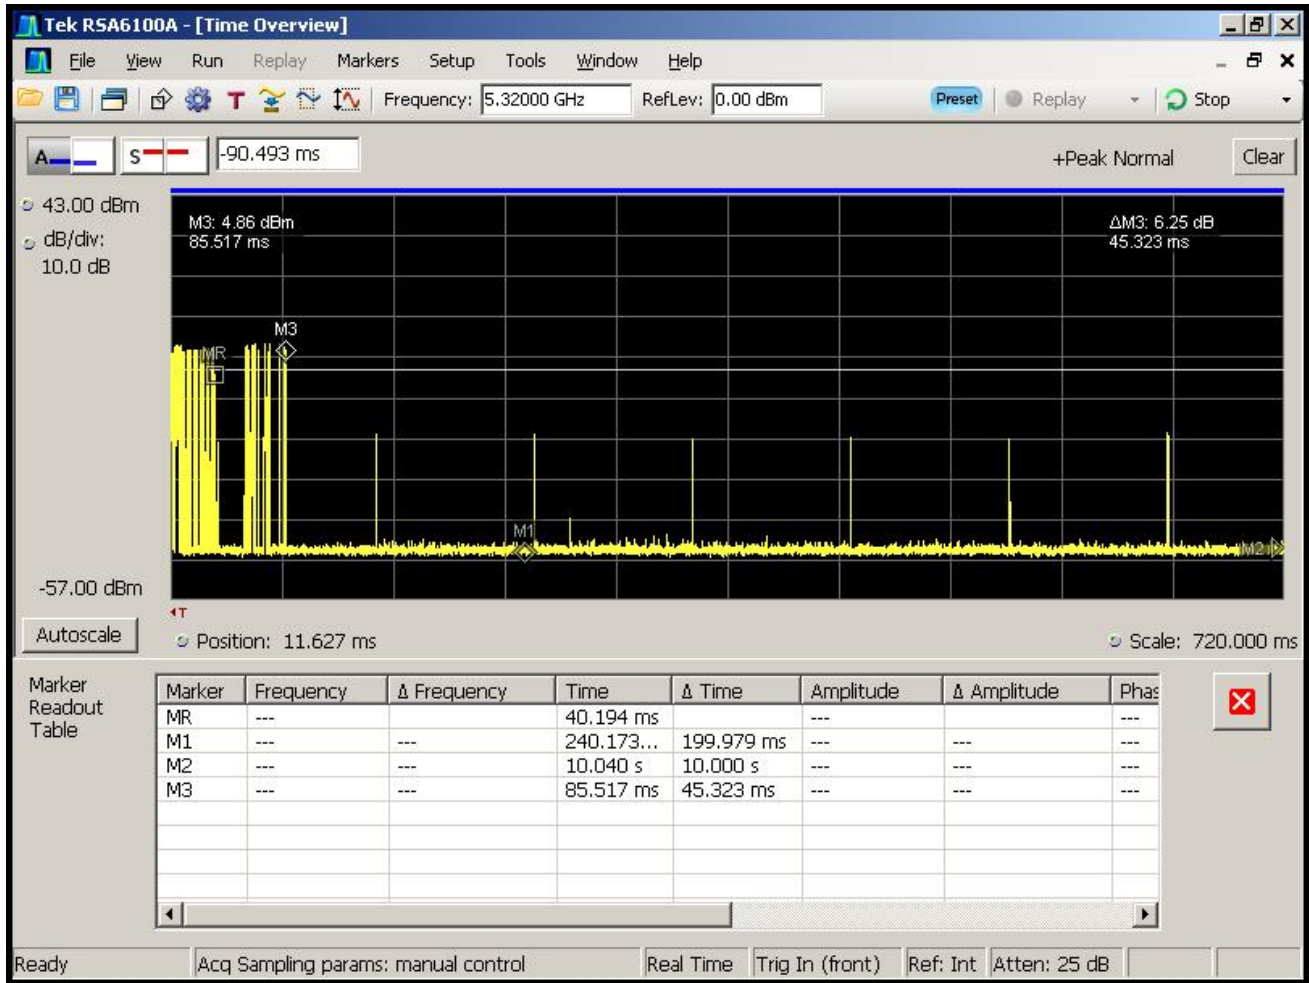 Tek RSA6100A - [Time Overview]
File View Run Replay Markers Setup Tools Window Help
T Frequency: 5.32000 GHz RefLev: 0.00 dBm Preset Replay Stop
A S -90.493 ms +Peak Normal Clear
43.00 dBm
dB/div:
10.0 dB
M3: 4.86 dBm
85.517 ms
ΔM3: 6.25 dB
45.323 ms
M3
MR
M1
M2
-57.00 dBm
T
Autoscale Position: 11.627 ms Scale: 720.000 ms
Marker
Readout
Table
Marker Frequency Δ Frequency Time Δ Time Amplitude Δ Amplitude Phas
MR --- 40.194 ms --- ---
M1 --- --- 240.173... 199.979 ms --- --- ---
M2 --- --- 10.040 s 10.000 s --- --- ---
M3 --- --- 85.517 ms 45.323 ms --- --- ---
Ready Acq Sampling params: manual control Real Time Trig In (front) Ref: Int Atten: 25 dB